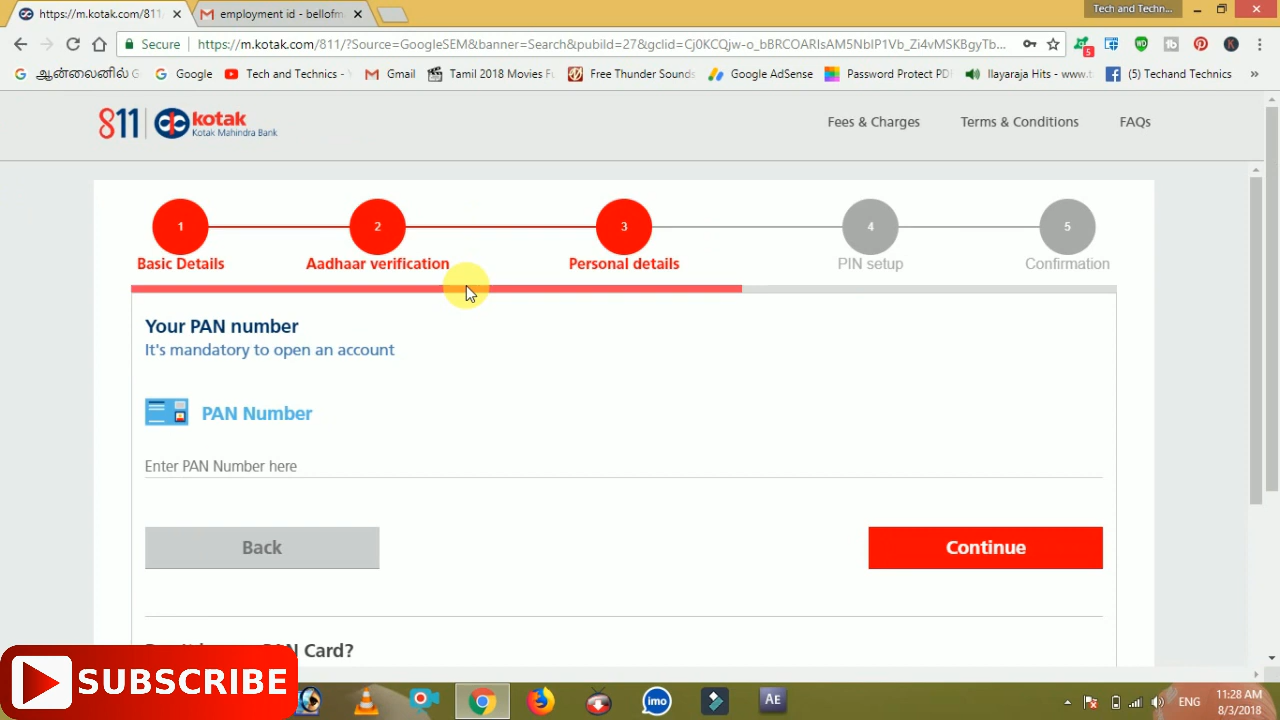 https://m.kotak.com/811/
employment id - bellofm
Tech and Techn...
Secure
https://m.kotak.com/811/?Source=GoogleSEM&banner=Search&pubiId=27&gclid=Cj0KCQjw-o_bBRCOARIsAM5NbIP1Vb_Zi4vMSKBgyTb...
5
WD
K
ஆன்லைனில்
Google
Tech and Technics -
Gmail
Tamil 2018 Movies Fu
Free Thunder Sounds
Google AdSense
Password Protect PD
Ilayaraja Hits - www.t
(5) Techand Technics
»
811
kotak
Kotak Mahindra Bank
Fees & Charges
Terms & Conditions
FAQs
1
2
3
4
5
Basic Details
Aadhaar verification
Personal details
PIN setup
Confirmation
Your PAN number
It's mandatory to open an account
PAN Number
Enter PAN Number here
Back
Continue
PAN Card?
SUBSCRIBE
imo
AE
ENG
11:28 AM
8/3/2018